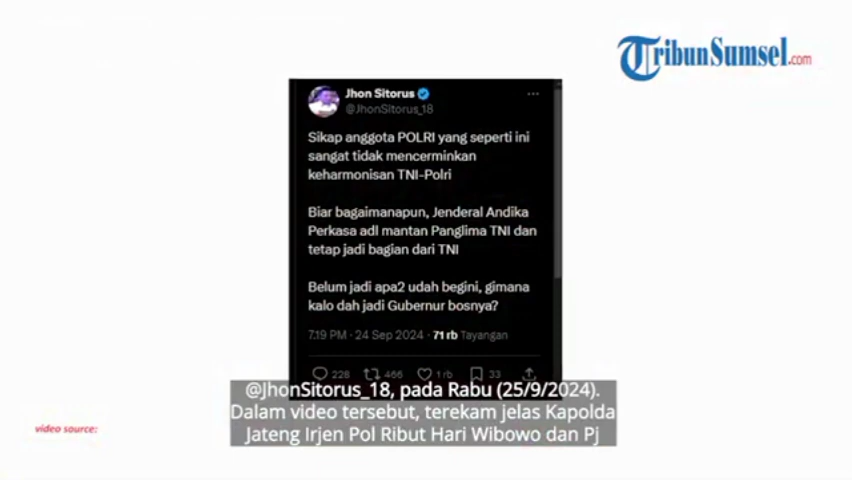 TribunSumsel.com
Jhon Sitorus
@JhonSitorus_18
Sikap anggota POLRI yang seperti ini
sangat tidak mencerminkan
keharmonisan TNI-Polri
Biar bagaimanapun, Jenderal Andika
Perkasa adl mantan Panglima TNI dan
tetap jadi bagian dari TNI
Belum jadi apa2 udah begini, gimana
kalo dah jadi Gubernur bosnya?
7.19 PM · 24 Sep 2024 · 71 rb Tayangan
228 466 1 rb 33
@JhonSitorus_18, pada Rabu (25/9/2024).
Dalam video tersebut, terekam jelas Kapolda
Jateng Irjen Pol Ribut Hari Wibowo dan Pj
video source: